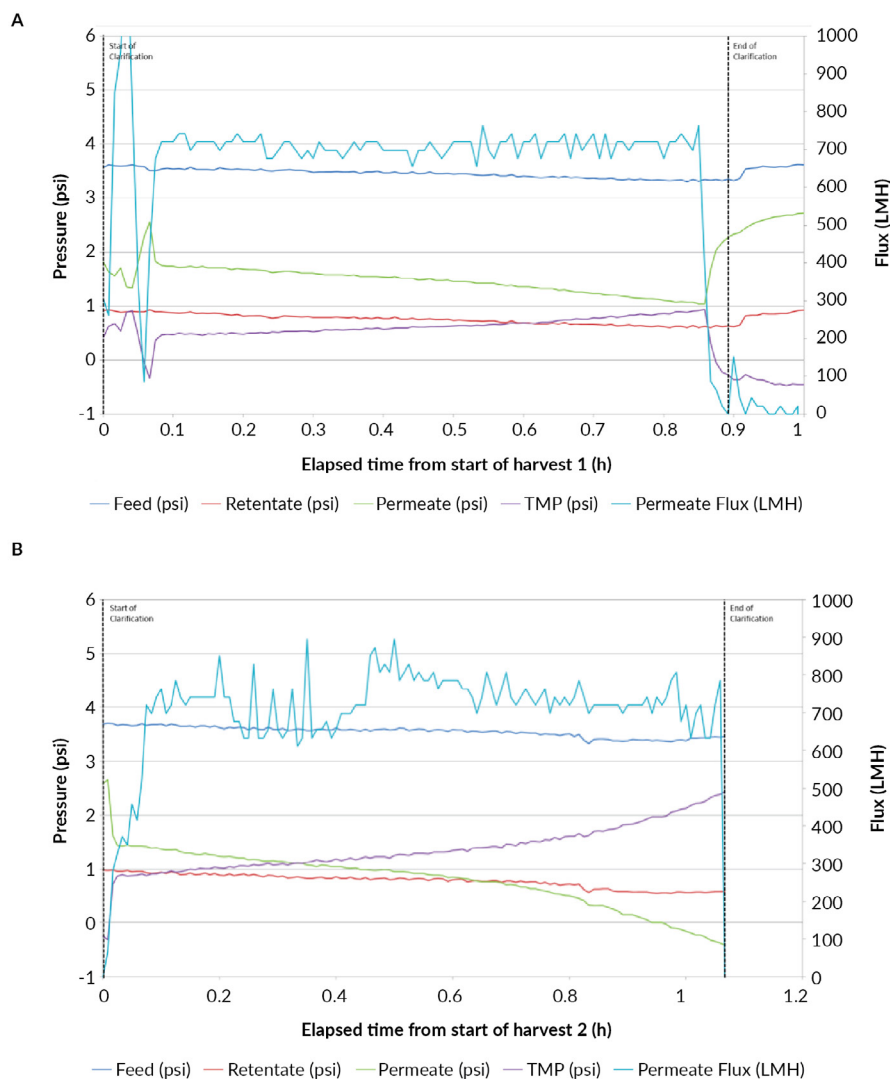 A
6
5
4
3
2
1
0
-1
Pressure (psi)
Start of
Clarification
End of
Clarification
1000
900
800
700
600
500
400
300
200
100
0
Flux (LMH)
0 0.1 0.2 0.3 0.4 0.5 0.6 0.7 0.8 0.9 1
Elapsed time from start of harvest 1 (h)
Feed (psi) Retentate (psi) Permeate (psi) TMP (psi) Permeate Flux (LMH)
B
6
5
4
3
2
1
0
-1
Pressure (psi)
Start of
Clarification
End of
Clarification
1000
900
800
700
600
500
400
300
200
100
0
Flux (LMH)
0 0.2 0.4 0.6 0.8 1 1.2
Elapsed time from start of harvest 2 (h)
Feed (psi) Retentate (psi) Permeate (psi) TMP (psi) Permeate Flux (LMH)